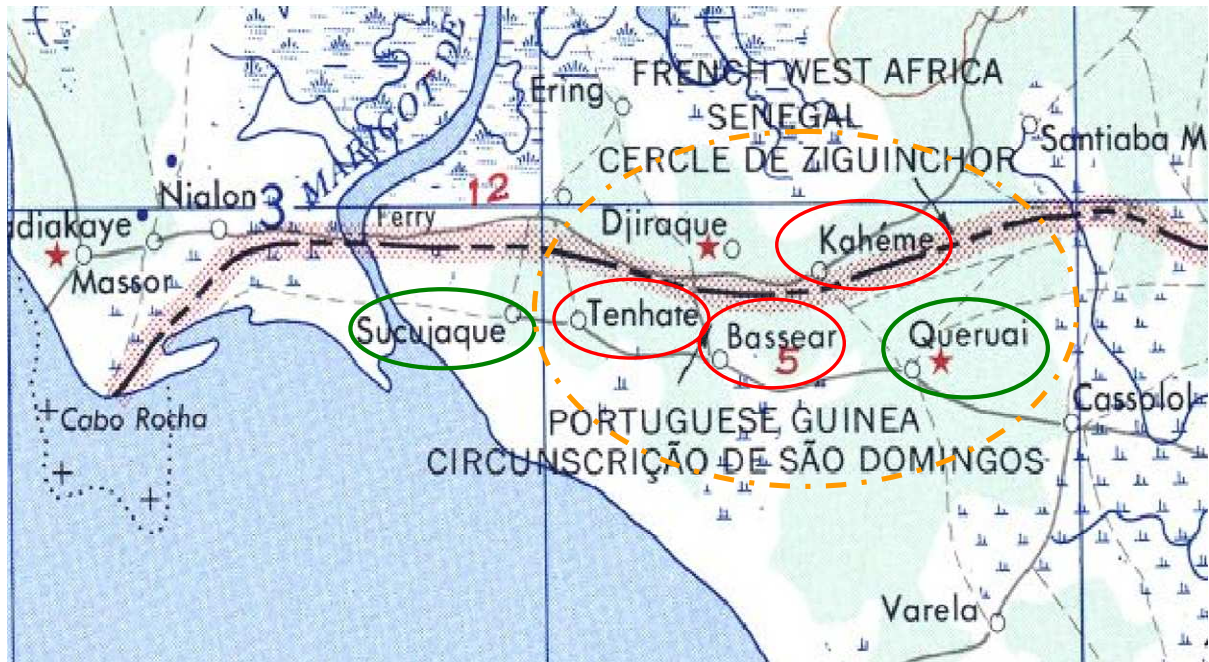 MARIGOT DE
Ering
FRENCH WEST AFRICA
SENEGAL
Santiaba M
CERCLE DE ZIGUINCHOR
Nialon
3
12
Ferry
Djiraque
Kaheme
adiakaye
Massor
Sucujaque
Tenhate
Bassear
5
Queruai
Cabo Rocha
PORTUGUESE GUINEA
Cassolol
CIRCUNSCRIÇÃO DE SÃO DOMINGOS
Varela